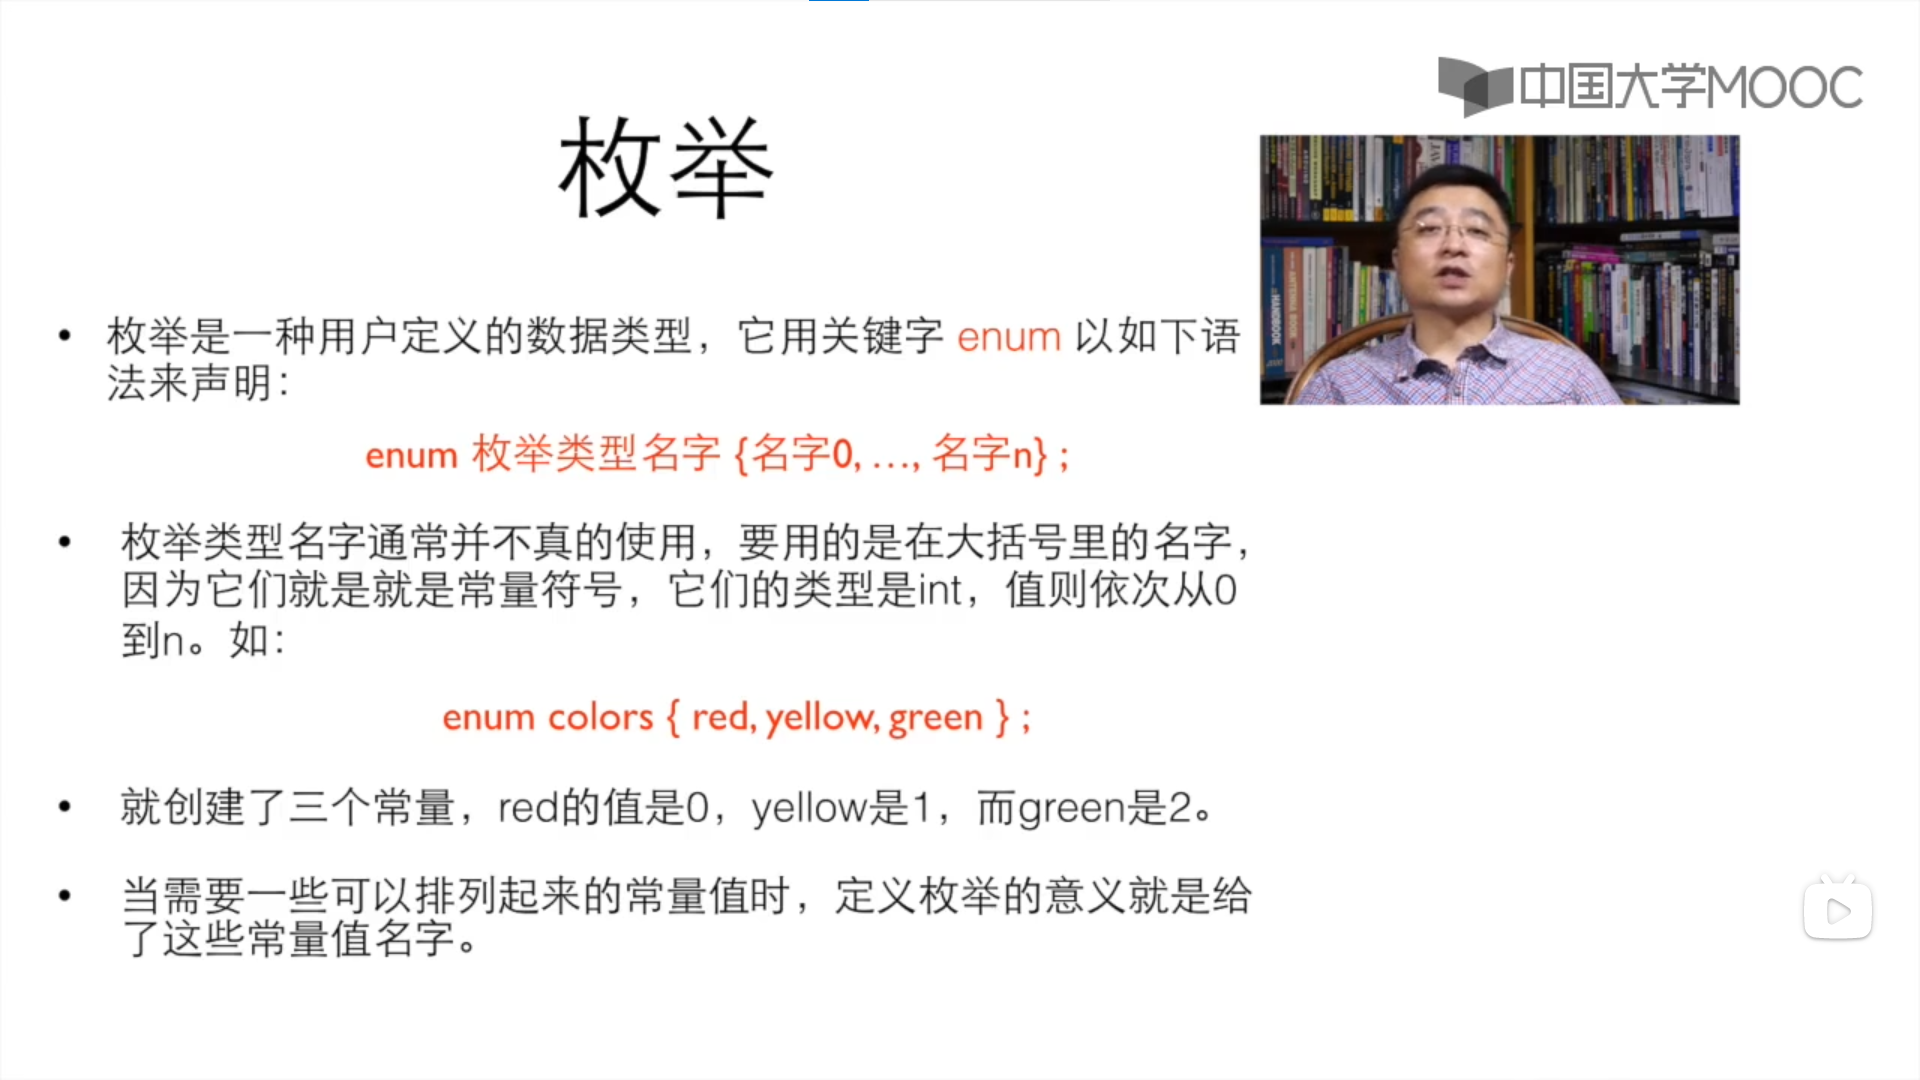 中国大学MOOC
枚举
• 枚举是一种用户定义的数据类型，它用关键字 enum 以如下语
法来声明：
enum 枚举类型名字 {名字0, …, 名字n} ;
• 枚举类型名字通常并不真的使用，要用的是在大括号里的名字，
因为它们就是就是常量符号，它们的类型是int，值则依次从0
到n。如：
enum colors { red, yellow, green } ;
• 就创建了三个常量，red的值是0，yellow是1，而green是2。
• 当需要一些可以排列起来的常量值时，定义枚举的意义就是给
了这些常量值名字。